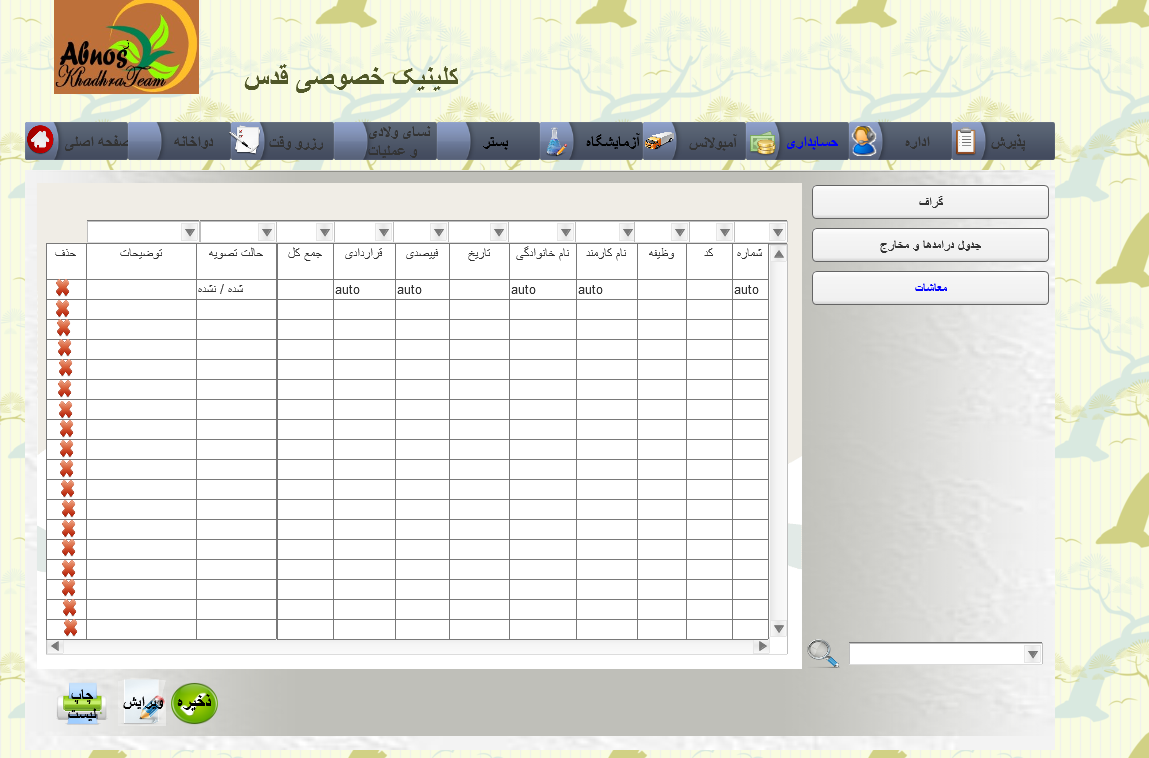 Abnos
KhadhraTeam
کلینیک خصوصی قدس
پذیرش
اداره
حسابداری
آمبولانس
آزمایشگاه
بستر
نسای ولادی
و عملیات
رزرو وقت
دواخانه
صفحه اصلی
گراف
جدول درامدها و مخارج
معاشات
شماره کد وظیفه نام کارمند نام خانوادگی تاریخ فیبصدی قراردادی جمع کل حالت تصویه توضیحات حذف
auto auto auto auto auto شده / نشده
ذخیره
ویرایش
چاپ
لیست